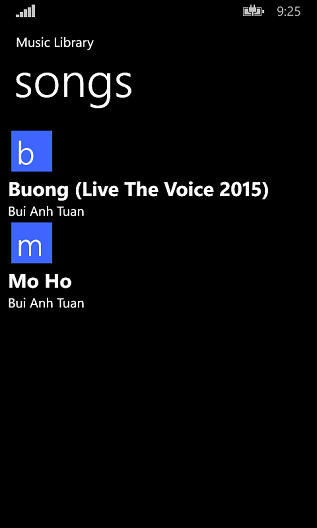 9:25
Music Library
songs
b
Buong (Live The Voice 2015)
Bui Anh Tuan
m
Mo Ho
Bui Anh Tuan